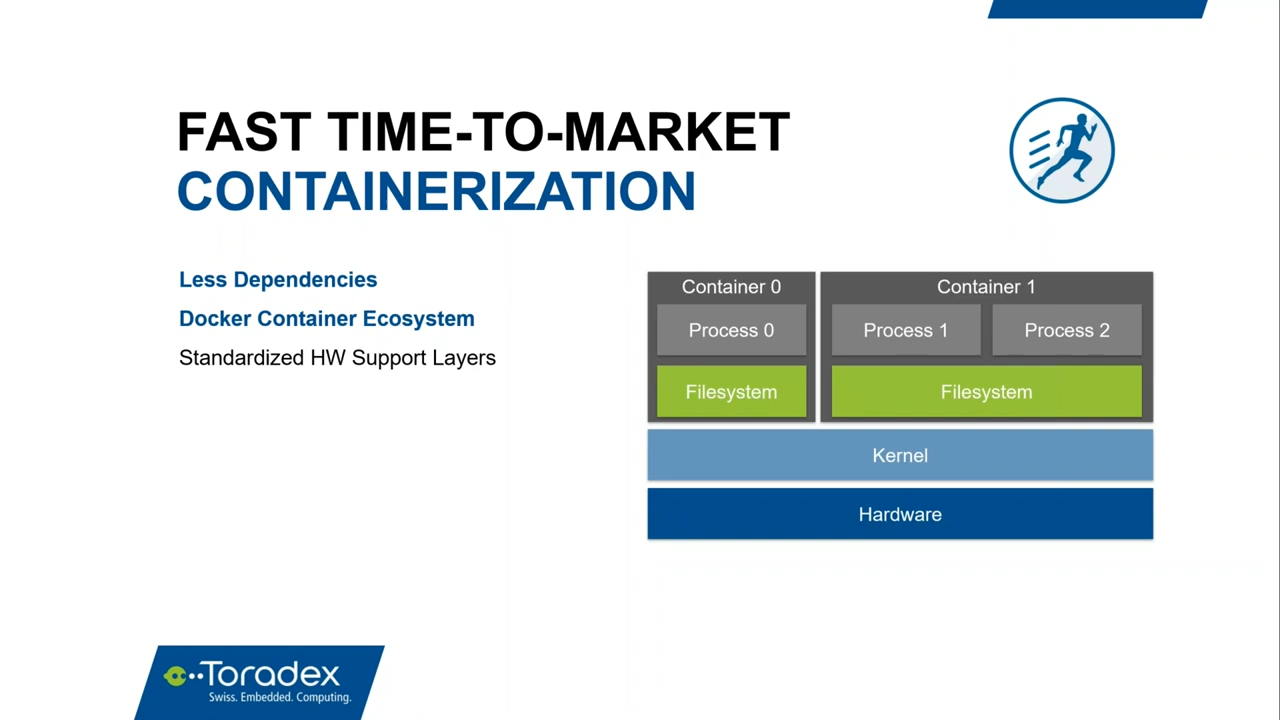 FAST TIME-TO-MARKET
CONTAINERIZATION
Less Dependencies
Docker Container Ecosystem
Standardized HW Support Layers
Container 0
Process 0
Filesystem
Container 1
Process 1
Process 2
Filesystem
Kernel
Hardware
Toradex
Swiss. Embedded. Computing.